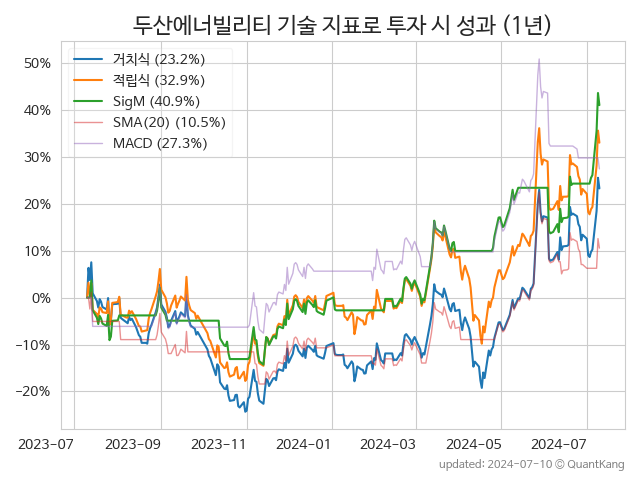 두산에너빌리티 기술 지표로 투자 시 성과 (1년)
거치식 (23.2%)
적립식 (32.9%)
SigM (40.9%)
SMA(20) (10.5%)
MACD (27.3%)
50%
40%
30%
20%
10%
0%
−10%
−20%
2023-07
2023-09
2023-11
2024-01
2024-03
2024-05
2024-07
updated: 2024-07-10 © QuantKang